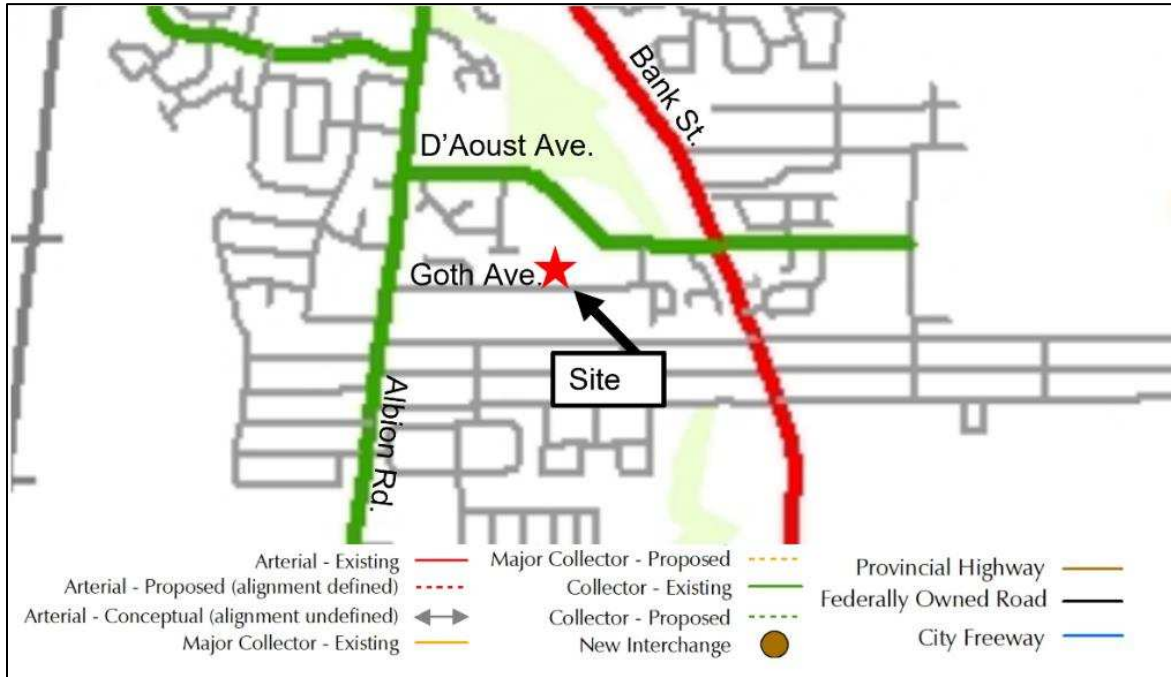 Bank St.
D'Aoust Ave.
Goth Ave.
Site
Albion Rd.
Arterial - Existing
Arterial - Proposed (alignment defined)
Arterial - Conceptual (alignment undefined)
Major Collector - Existing
Major Collector - Proposed
Collector - Existing
Collector - Proposed
New Interchange
Provincial Highway
Federally Owned Road
City Freeway